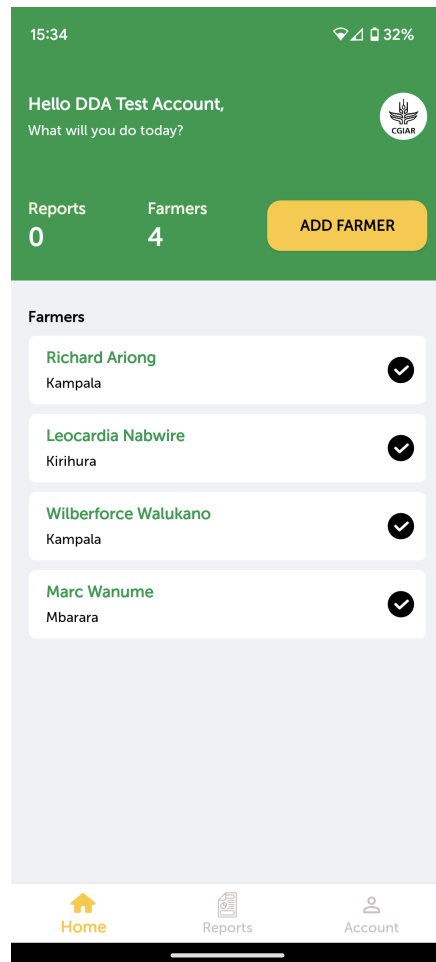 15:34
32%
Hello DDA Test Account,
What will you do today?
CGIAR
Reports
0
Farmers
4
ADD FARMER
Farmers
Richard Ariong
Kampala
Leocardia Nabwire
Kirihura
Wilberforce Walukano
Kampala
Marc Wanume
Mbarara
Home
Reports
Account